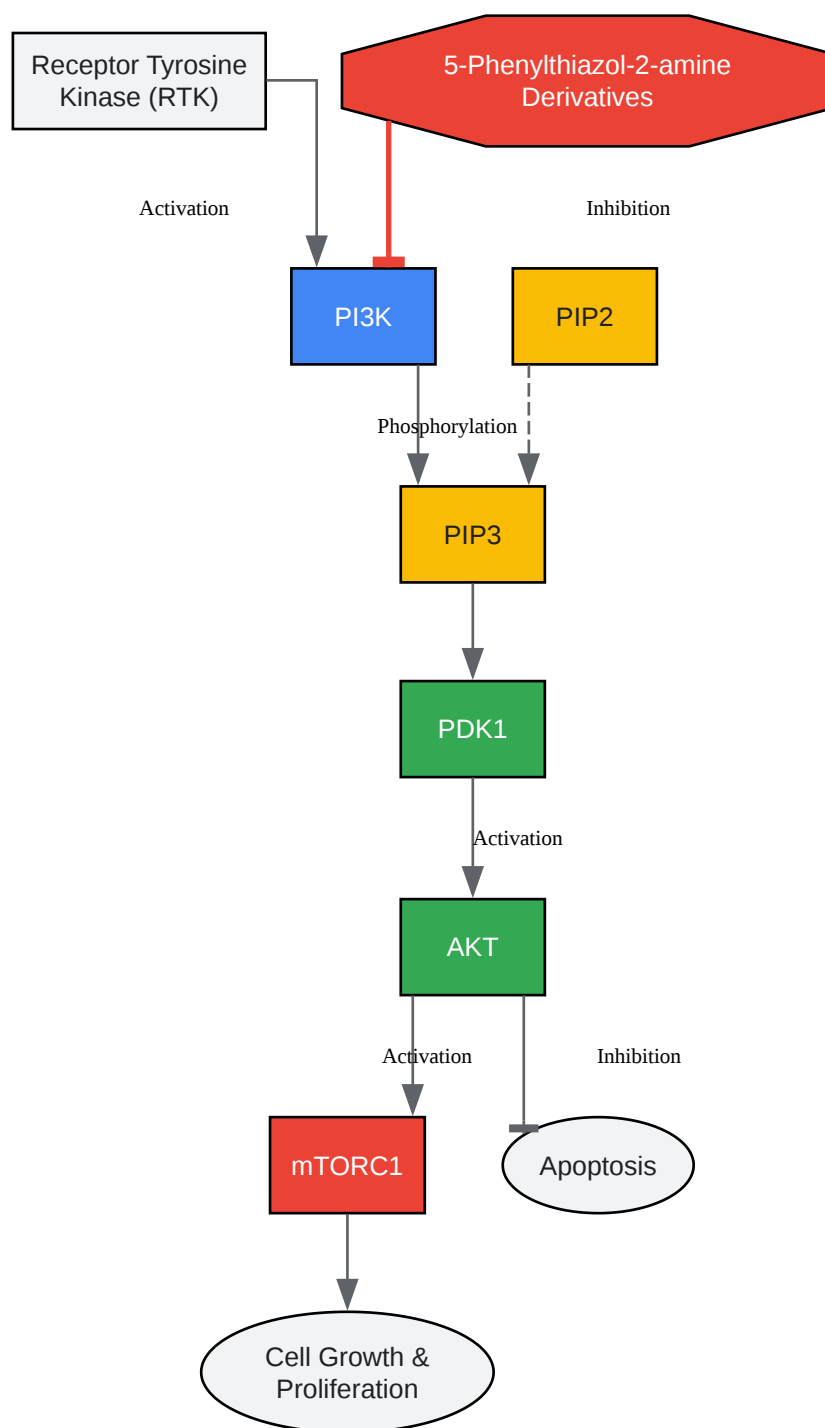 Receptor Tyrosine
Kinase (RTK)
5-Phenylthiazol-2-amine
Derivatives
Activation
Inhibition
PI3K
PIP2
Phosphorylation
PIP3
PDK1
Activation
AKT
Activation
Inhibition
mTORC1
Apoptosis
Cell Growth &
Proliferation